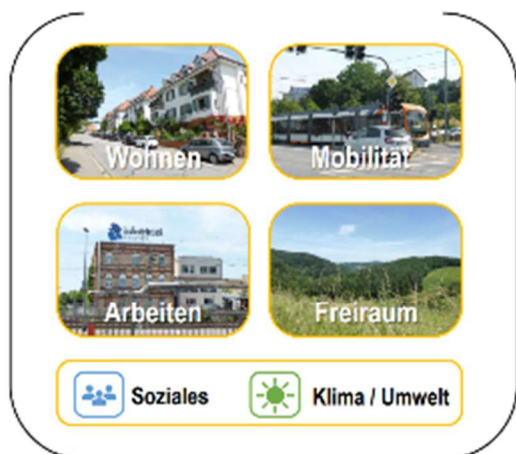 Wohnen
Mobilität
Arbeiten
Freiraum
Soziales
Klima / Umwelt